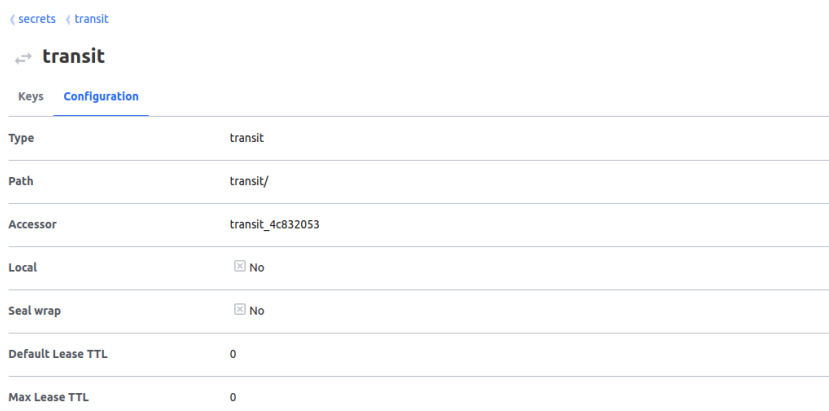 secrets transit
transit
Keys Configuration
Type transit
Path transit/
Accessor transit_4c832053
Local No
Seal wrap No
Default Lease TTL 0
Max Lease TTL 0